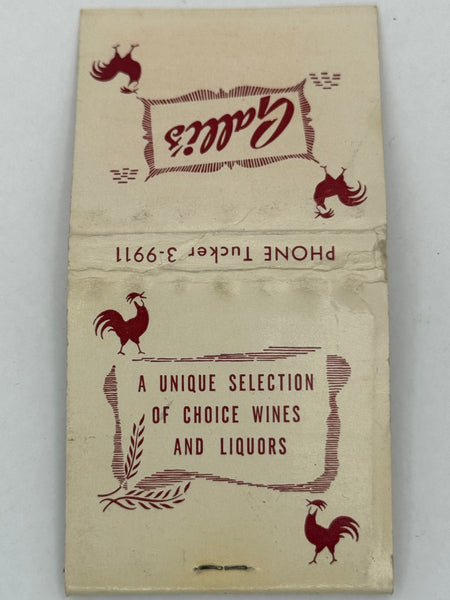 Galli's
PHONE Tucker 3-9911
A UNIQUE SELECTION
OF CHOICE WINES
AND LIQUORS